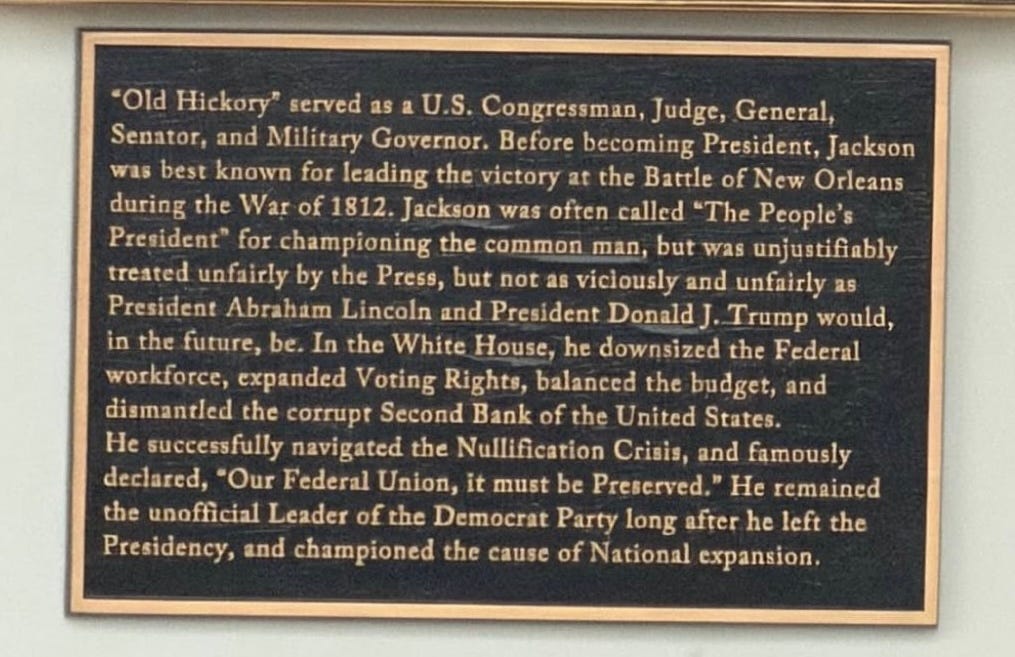 “Old Hickory” served as a U.S. Congressman, Judge, General,
Senator, and Military Governor. Before becoming President, Jackson
was best known for leading the victory at the Battle of New Orleans
during the War of 1812. Jackson was often called “The People’s
President” for championing the common man, but was unjustifiably
treated unfairly by the Press, but not as viciously and unfairly as
President Abraham Lincoln and President Donald J. Trump would,
in the future, be. In the White House, he downsized the Federal
workforce, expanded Voting Rights, balanced the budget, and
dismantled the corrupt Second Bank of the United States.
He successfully navigated the Nullification Crisis, and famously
declared, “Our Federal Union, it must be Preserved.” He remained
the unofficial Leader of the Democrat Party long after he left the
Presidency, and championed the cause of National expansion.